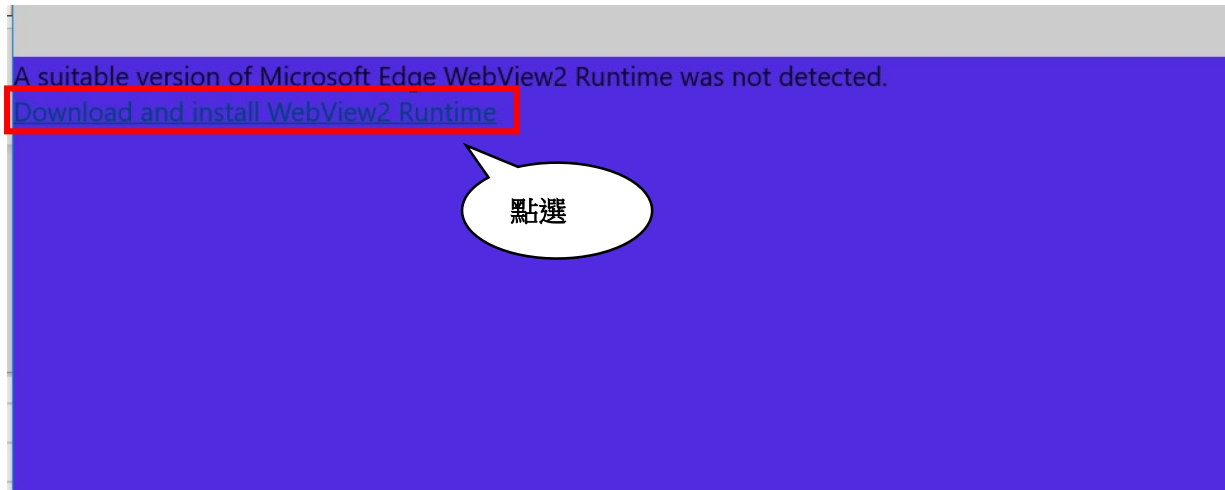 A suitable version of Microsoft Edge WebView2 Runtime was not detected.
Download and install WebView2 Runtime
點選